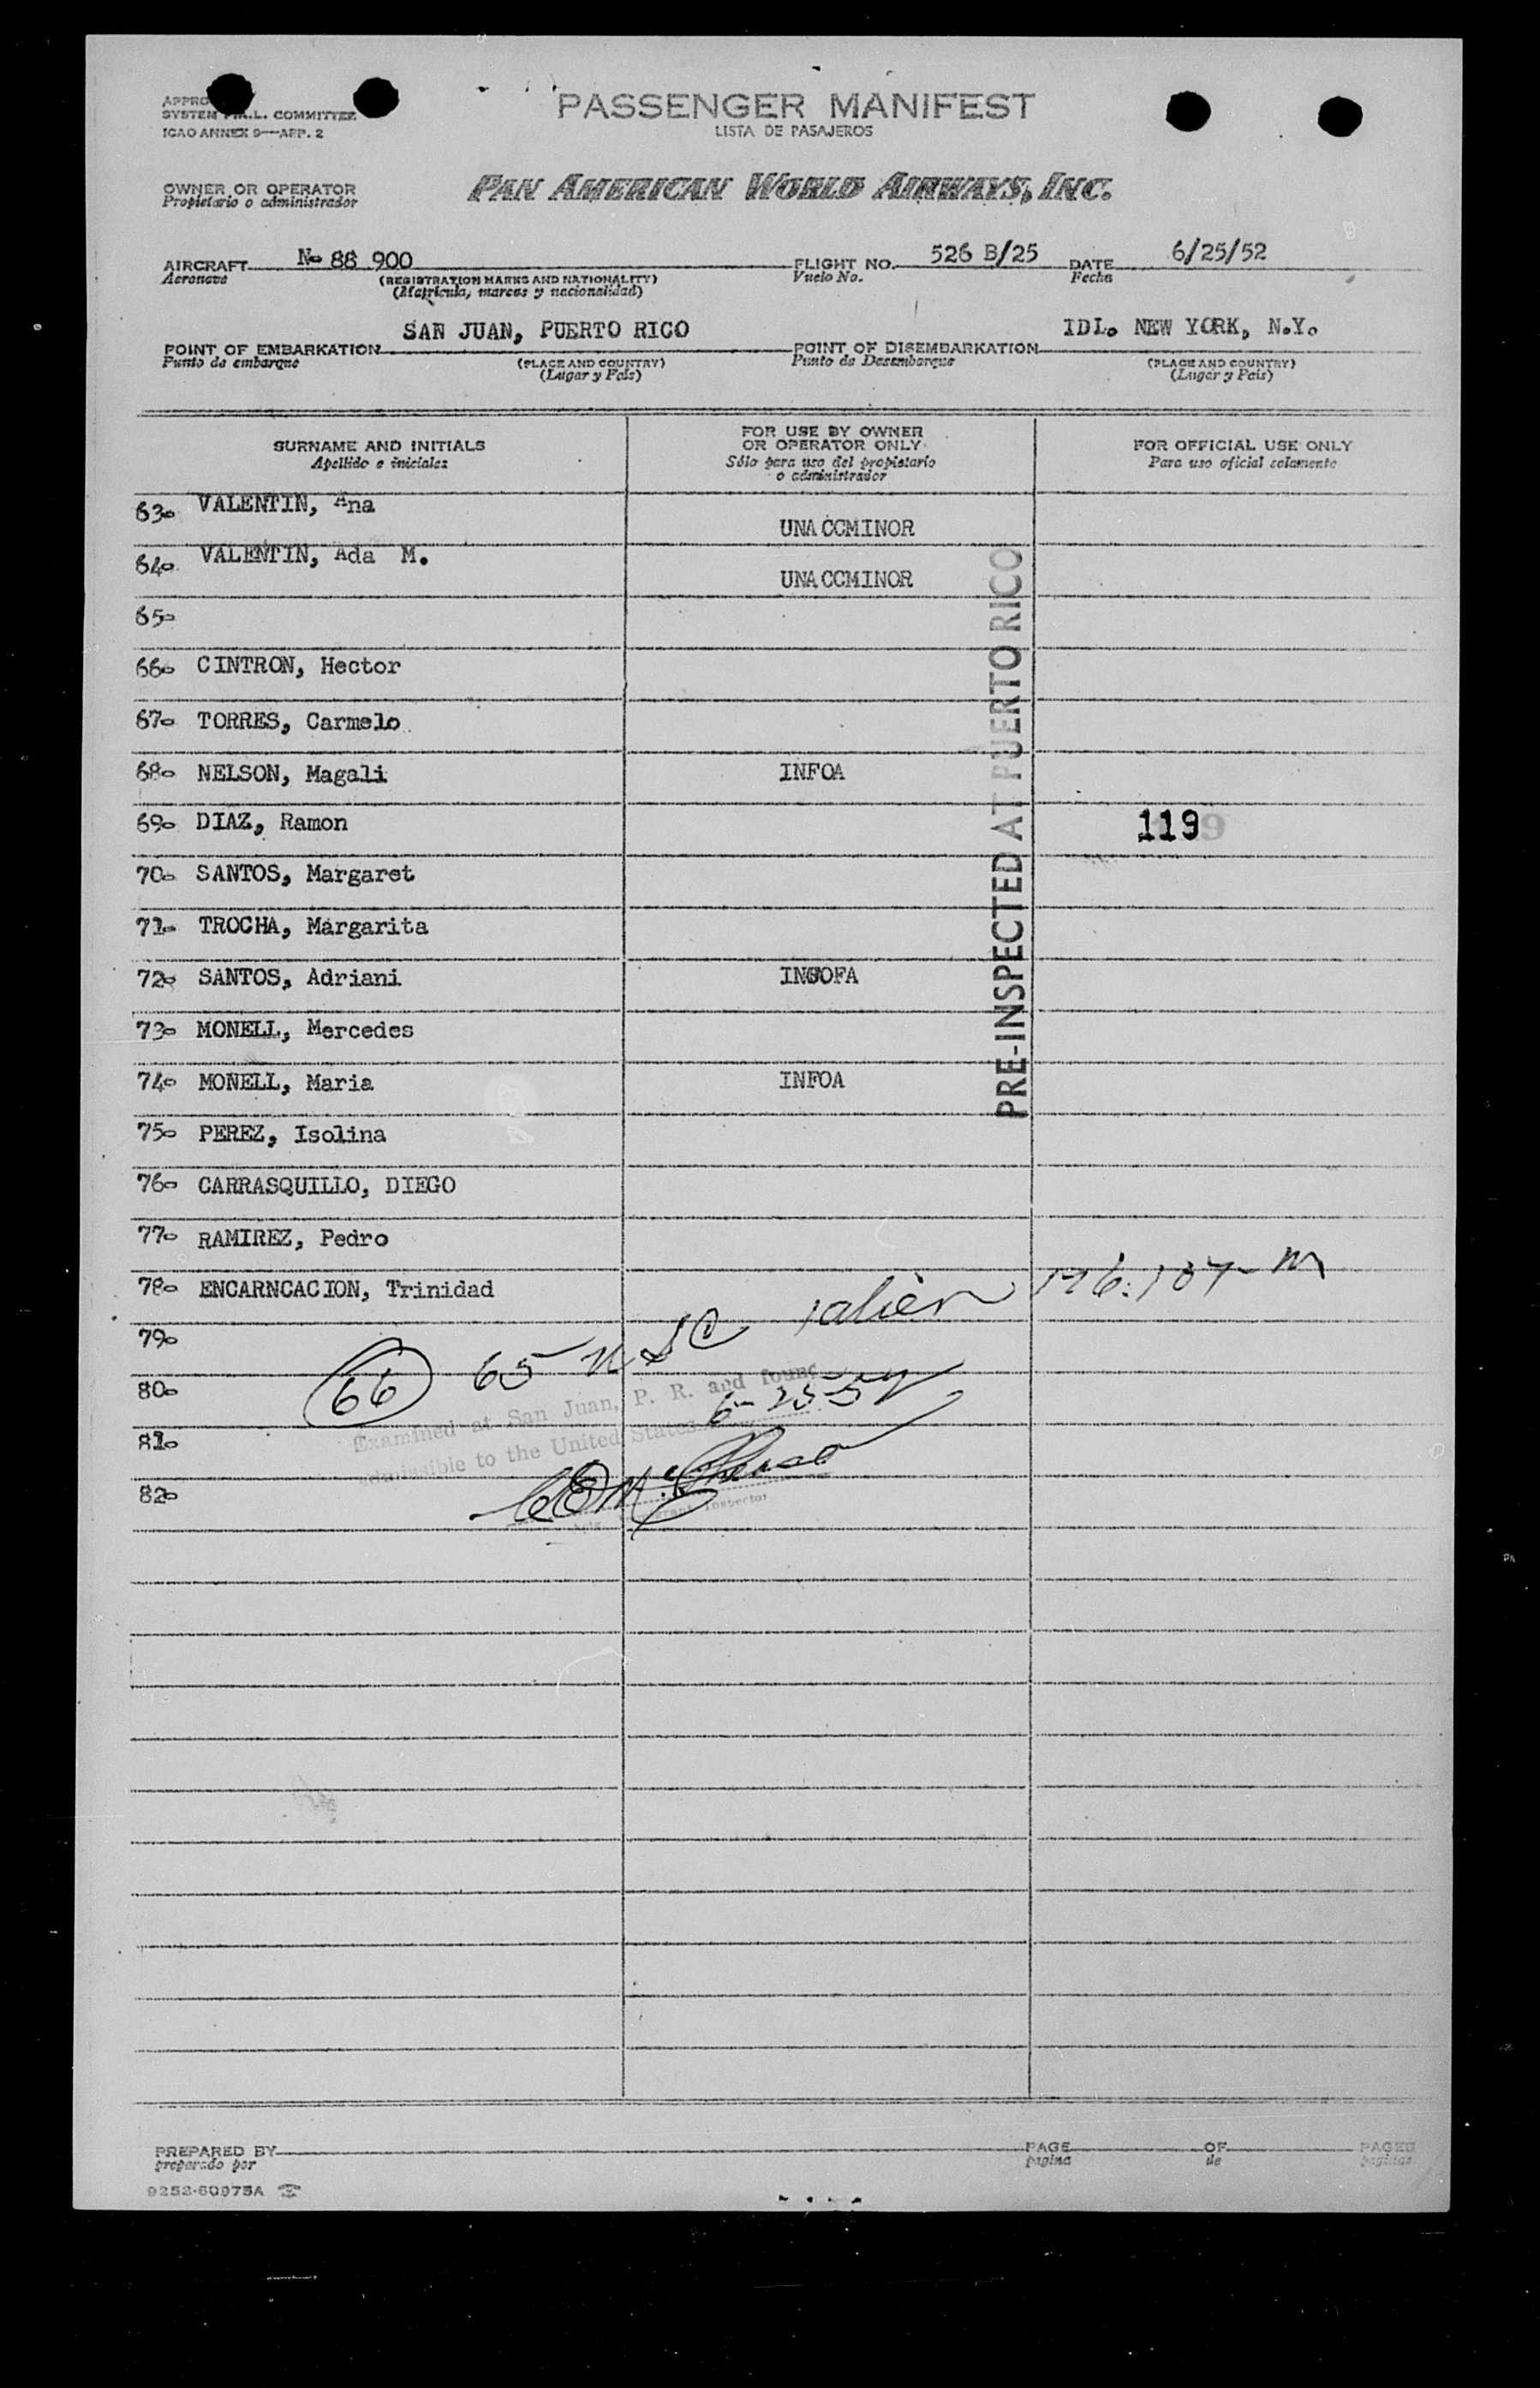 APPRO
SYSTEM F.A.L. COMMITTEE
ICAO ANNEX 9—APP. 2
PASSENGER MANIFEST
LISTA DE PASAJEROS
OWNER OR OPERATOR
Propietario o administrador
PAN AMERICAN WORLD AIRWAYS, INC.
AIRCRAFT No 88 900 FLIGHT NO. 526 B/25 DATE 6/25/52
Aeronave (REGISTRATION MARKS AND NATIONALITY) Vuelo No. Fecha
(Matricula, marcas y nacionalidad)
POINT OF EMBARKATION SAN JUAN, PUERTO RICO POINT OF DISEMBARKATION IDL. NEW YORK, N.Y.
Punto de embarque (PLACE AND COUNTRY) Punto de Desembarque (PLACE AND COUNTRY)
(Lugar y País) (Lugar y País)
SURNAME AND INITIALS
Apellido e iniciales
FOR USE BY OWNER
OR OPERATOR ONLY
Sólo para uso del propietario
o administrador
FOR OFFICIAL USE ONLY
Para uso oficial solamente
63. VALENTIN, Ana UNACCMINOR
64. VALENTIN, Ada M. UNACCMINOR
65.
66. CINTRON, Hector
67. TORRES, Carmelo
68. NELSON, Magali INFOA
69. DIAZ, Ramon 119
70. SANTOS, Margaret
71. TROCHA, Margarita
72. SANTOS, Adriani
73. MONELL, Mercedes
74. MONELL, Maria INFOA
75. PEREZ, Isolina
76. CARRASQUILLO, DIEGO
77. RAMIREZ, Pedro
78. ENCARNCACION, Trinidad
PRE-INSPECTED AT PUERTO RICO
79.
66 65 USC 1 alien
80.
6-25-52
Examined at San Juan, P. R. and found
81.
admissible to the United States
82.
Inspector
PREPARED BY PAGE OF PAGES
preparado por pagina de paginas
9252-60975A